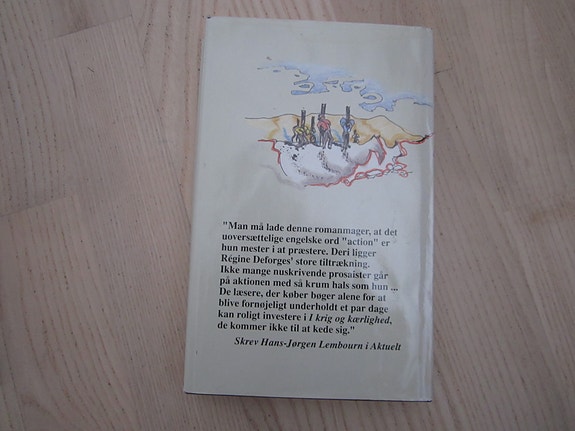 "Man må lade denne romanmager, at det
uoversættelige engelske ord "action" er
hun mester i at præstere. Deri ligger
Régine Deforges' store tiltrækning.
Ikke mange nuskrivende prosaister går
på aktionen med så krum hals som hun ...
De læsere, der køber bøger alene for at
blive fornøjeligt underholdt et par dage
kan roligt investere i I krig og kærlighed,
de kommer ikke til at kede sig."
Skrev Hans-Jørgen Lembourn i Aktuelt